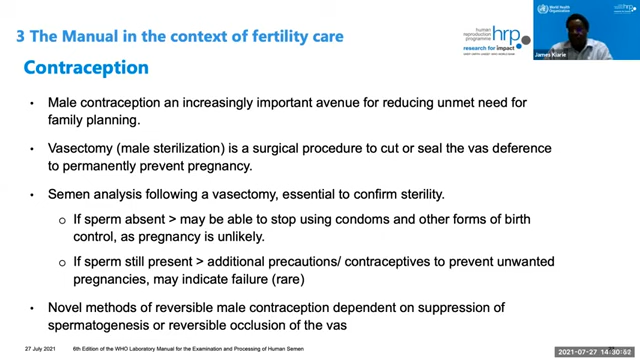 3 The Manual in the context of fertility care
Contraception
human
reproduction
programme
hrp
research for impact
World Health
Organization
hrp
James Kiarie
• Male contraception an increasingly important avenue for reducing unmet need for
family planning.
• Vasectomy (male sterilization) is a surgical procedure to cut or seal the vas deference
to permanently prevent pregnancy.
• Semen analysis following a vasectomy, essential to confirm sterility.
o If sperm absent > may be able to stop using condoms and other forms of birth
control, as pregnancy is unlikely.
o If sperm still present > additional precautions/ contraceptives to prevent unwanted
pregnancies, may indicate failure (rare)
• Novel methods of reversible male contraception dependent on suppression of
spermatogenesis or reversible occlusion of the vas
27 July 2021
6th Edition of the WHO Laboratory Manual for the Examination and Processing of Human Semen
2021-07-27 14:30:52